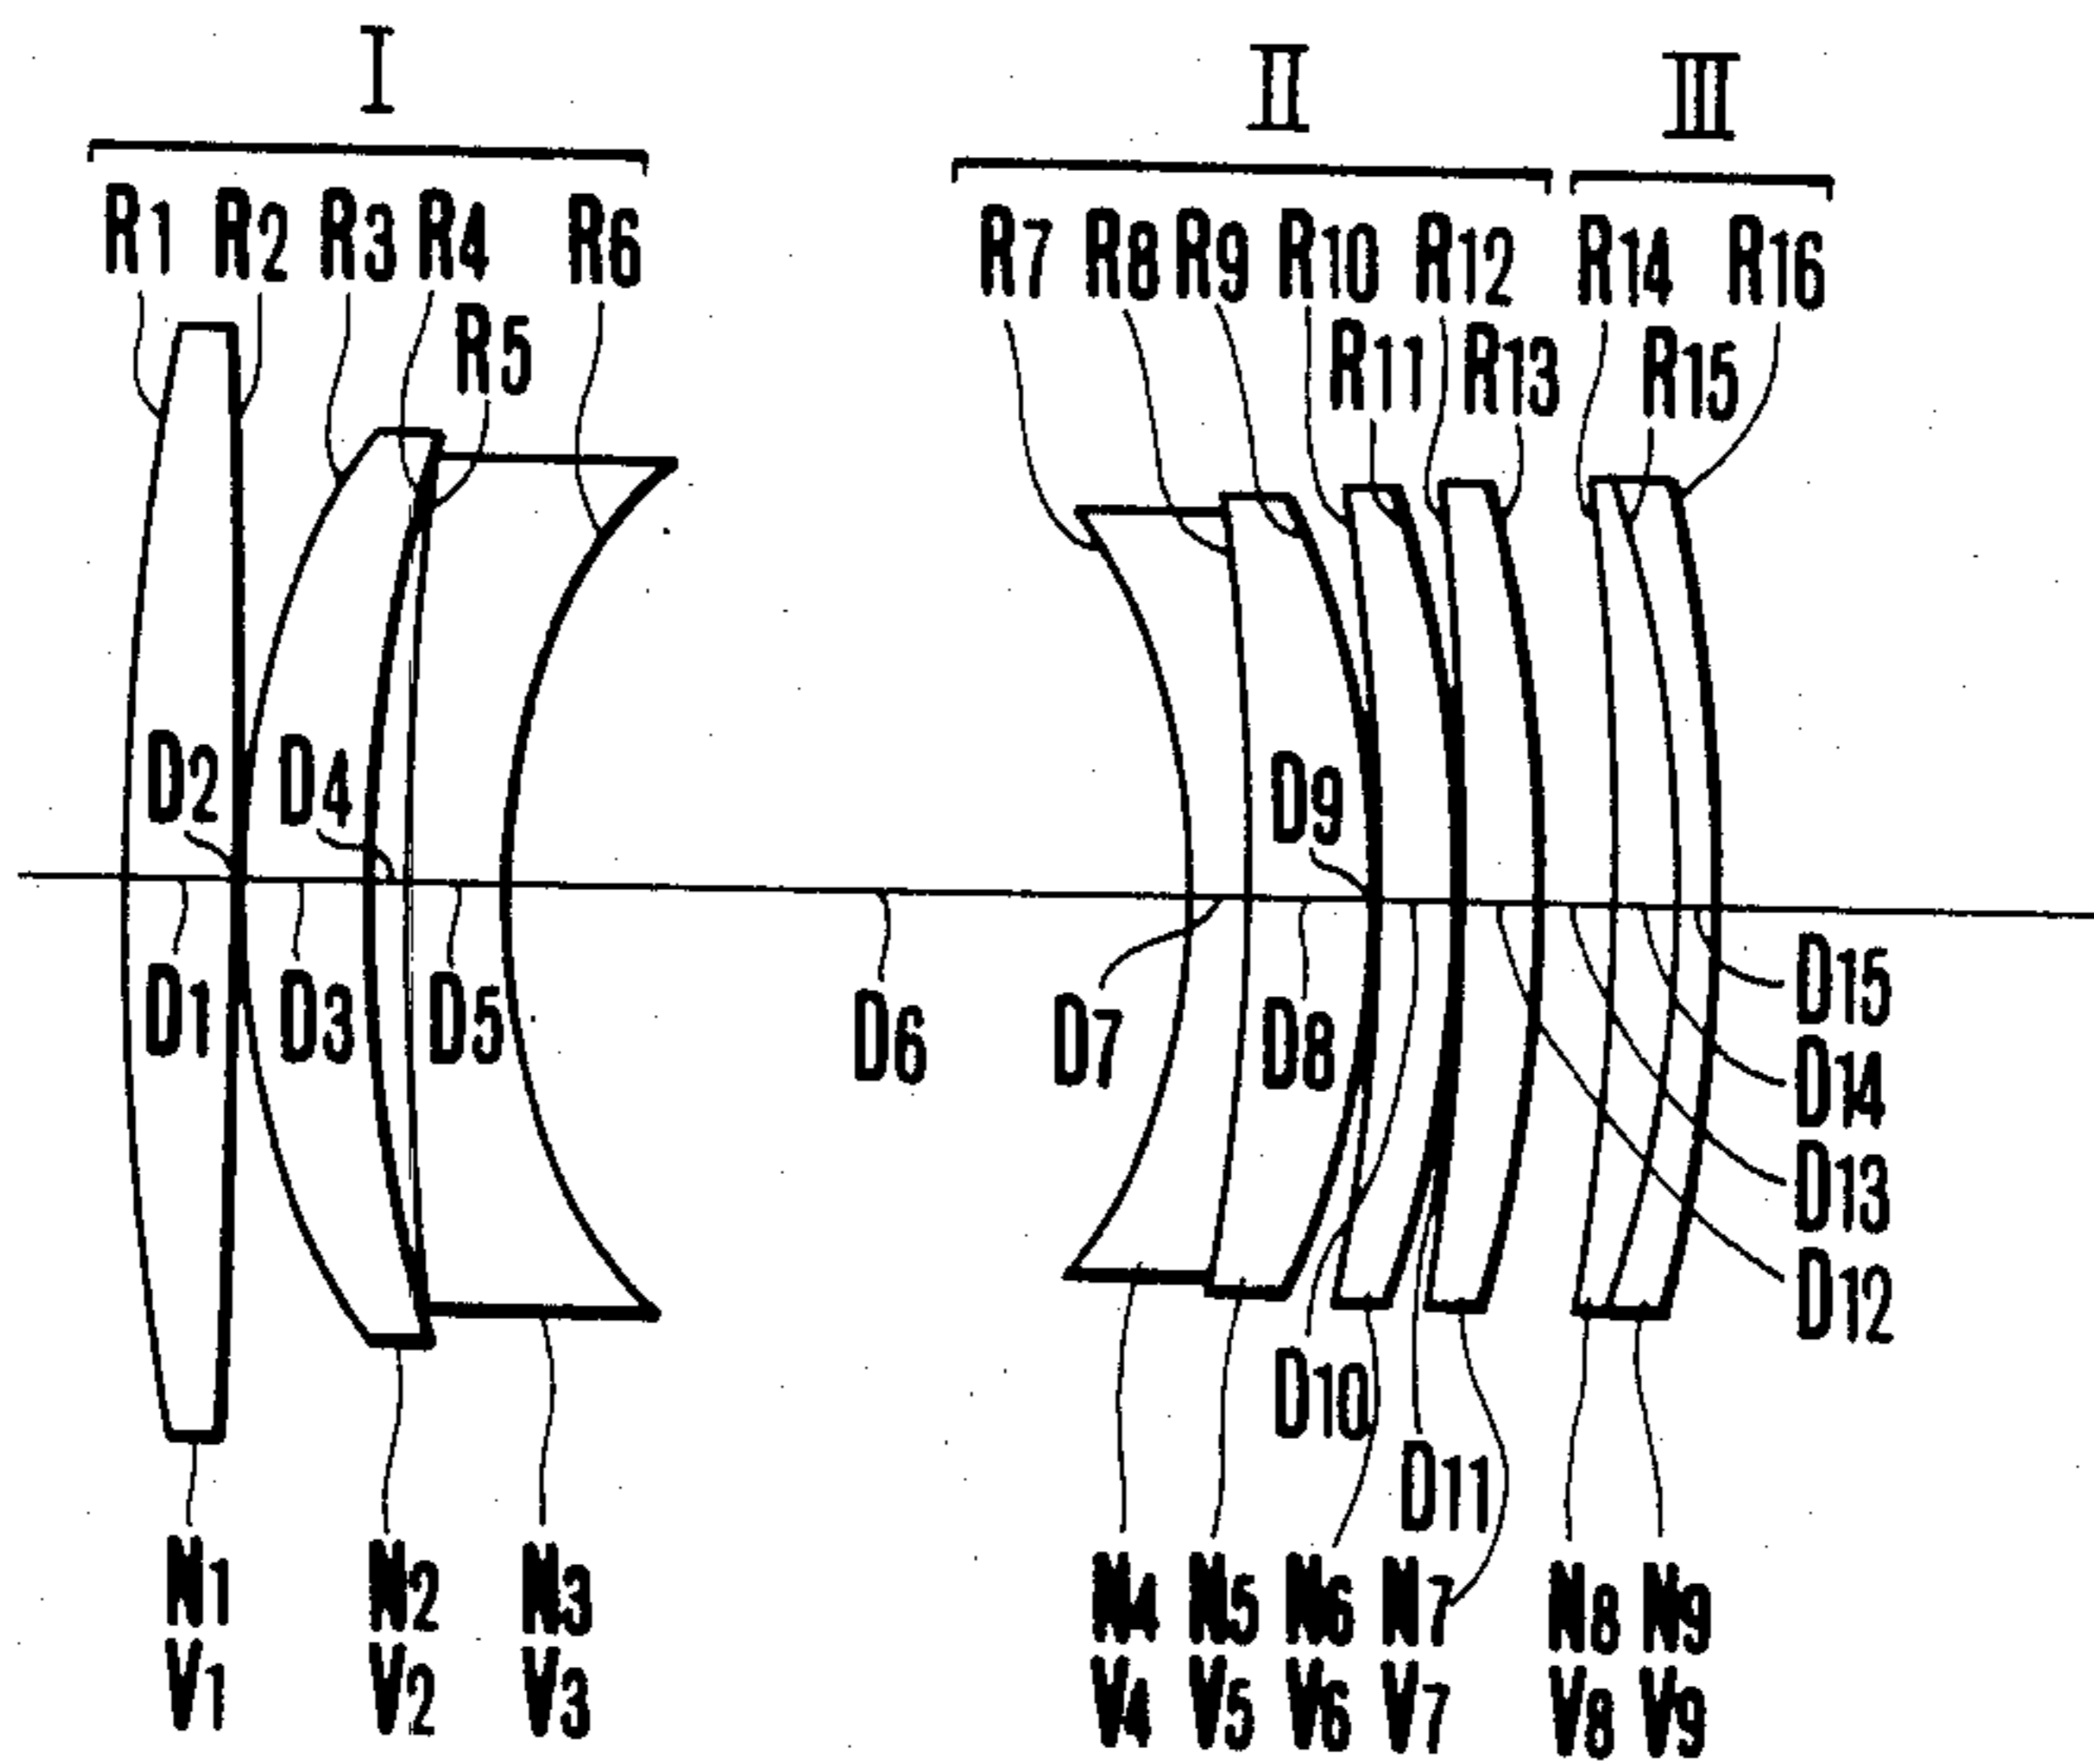 I II III
R1 R2 R3 R4 R6 R7 R8 R9 R10 R12 R14 R16
R5 R11 R13 R15
D2 D4 D9
D1 D3 D5 D6 D7 D8 D15
D14
D13
D12
D10
D11
N1 N2 N3 N4 N5 N6 N7 N8 N9
V1 V2 V3 V4 V5 V6 V7 V8 V9